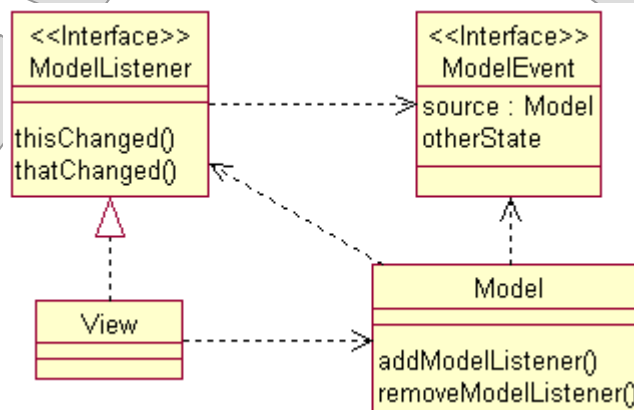 <<Interface>>
ModelListener
thisChanged()
thatChanged()
<<Interface>>
ModelEvent
source : Model
otherState
View
Model
addModelListener()
removeModelListener()